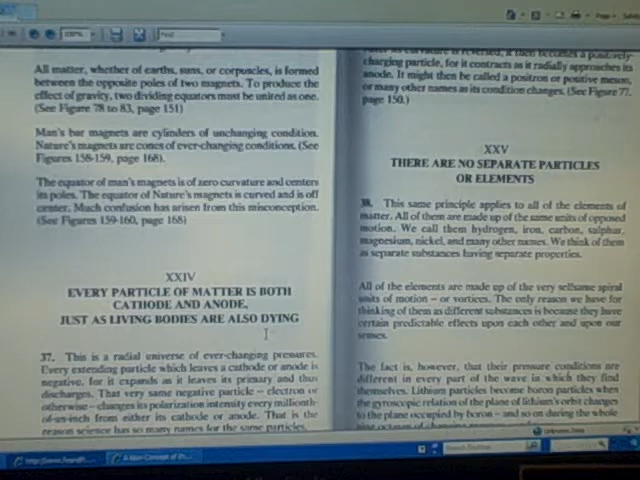 All matter, whether of earths, suns, or corpuscles, is formed
between the opposite poles of two magnets. To produce the
effect of gravity, two dividing equators must be united as one.
(See Figure 78 to 83, page 151)
Man's bar magnets are cylinders of unchanging condition.
Nature's magnets are cones of ever-changing conditions. (See
Figures 158-159, page 168).
The equator of man's magnets is of zero curvature and centers
its poles. The equator of Nature's magnets is curved and is off
center. Much confusion has arisen from this misconception.
(See Figures 159-160, page 168)
XXIV
EVERY PARTICLE OF MATTER IS BOTH
CATHODE AND ANODE,
JUST AS LIVING BODIES ARE ALSO DYING
37. This is a radial universe of ever-changing pressures.
Every extending particle which leaves a cathode or anode is
negative, for it expands as it leaves its primary and thus
discharges. That very same negative particle - electron or
otherwise - changes its polarization intensity every millionth-
of-an-inch from either its cathode or anode. That is the
reason science has so many names for the same particles.
its curvature is reversed, it then becomes a positively-
charging particle, for it contracts as it radially approaches its
anode. It might then be called a positron or positive meson,
or many other names as its condition changes. (See Figure 77,
page 150.)
XXV
THERE ARE NO SEPARATE PARTICLES
OR ELEMENTS
38. This same principle applies to all of the elements of
matter. All of them are made up of the same units of opposed
motion. We call them hydrogen, iron, carbon, sulphur,
magnesium, nickel, and many other names. We think of them
as separate substances having separate properties.
All of the elements are made up of the very selfsame spiral
units of motion - or vortices. The only reason we have for
thinking of them as different substances is because they have
certain predictable effects upon each other and upon our
senses.
The fact is, however, that their pressure conditions are
different in every part of the wave in which they find
themselves. Lithium particles become boron particles when
the gyroscopic relation of the plane of lithium's orbit changes
to the plane occupied by boron - and so on during the whole